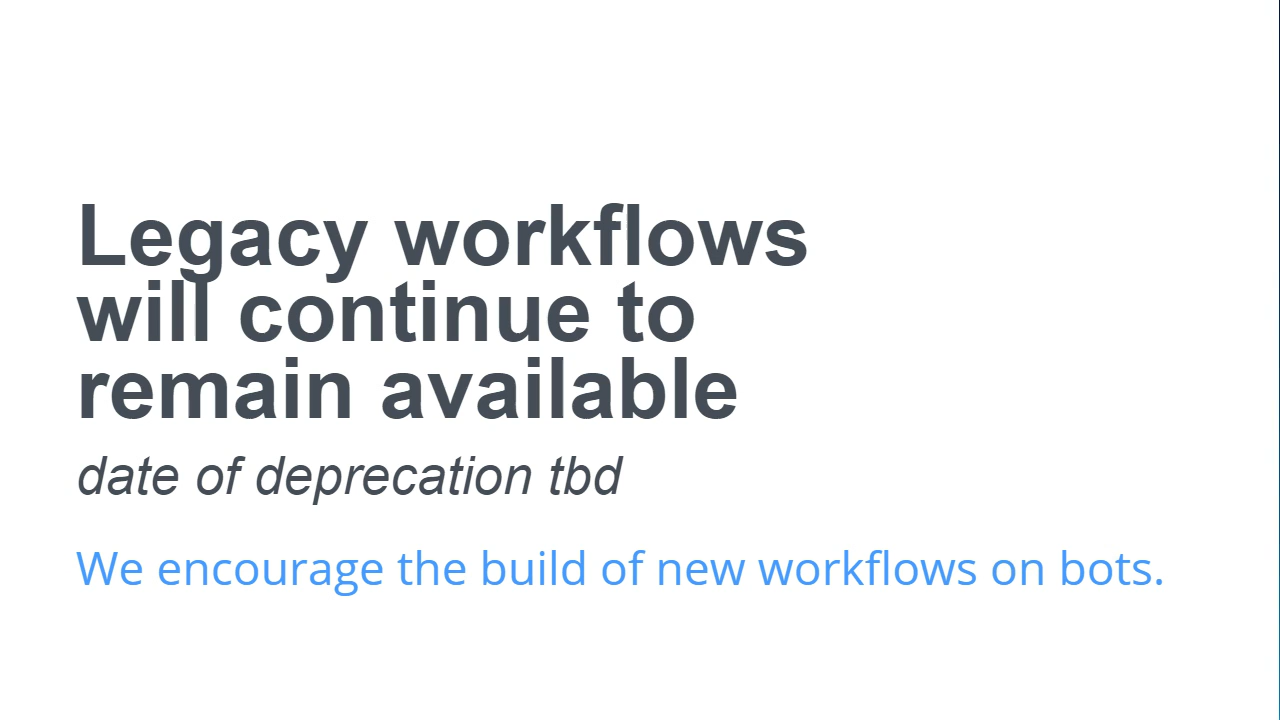 Legacy workflows
will continue to
remain available
date of deprecation tbd
We encourage the build of new workflows on bots.